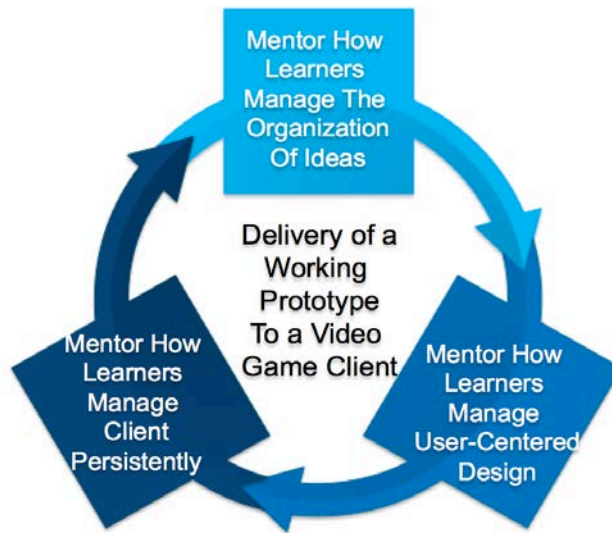 Mentor How
Learners
Manage The
Organization
Of Ideas
Delivery of a
Working
Prototype
To a Video
Game Client
Mentor How
Learners
Manage
Client
Persistently
Mentor How
Learners
Manage
User-Centered
Design